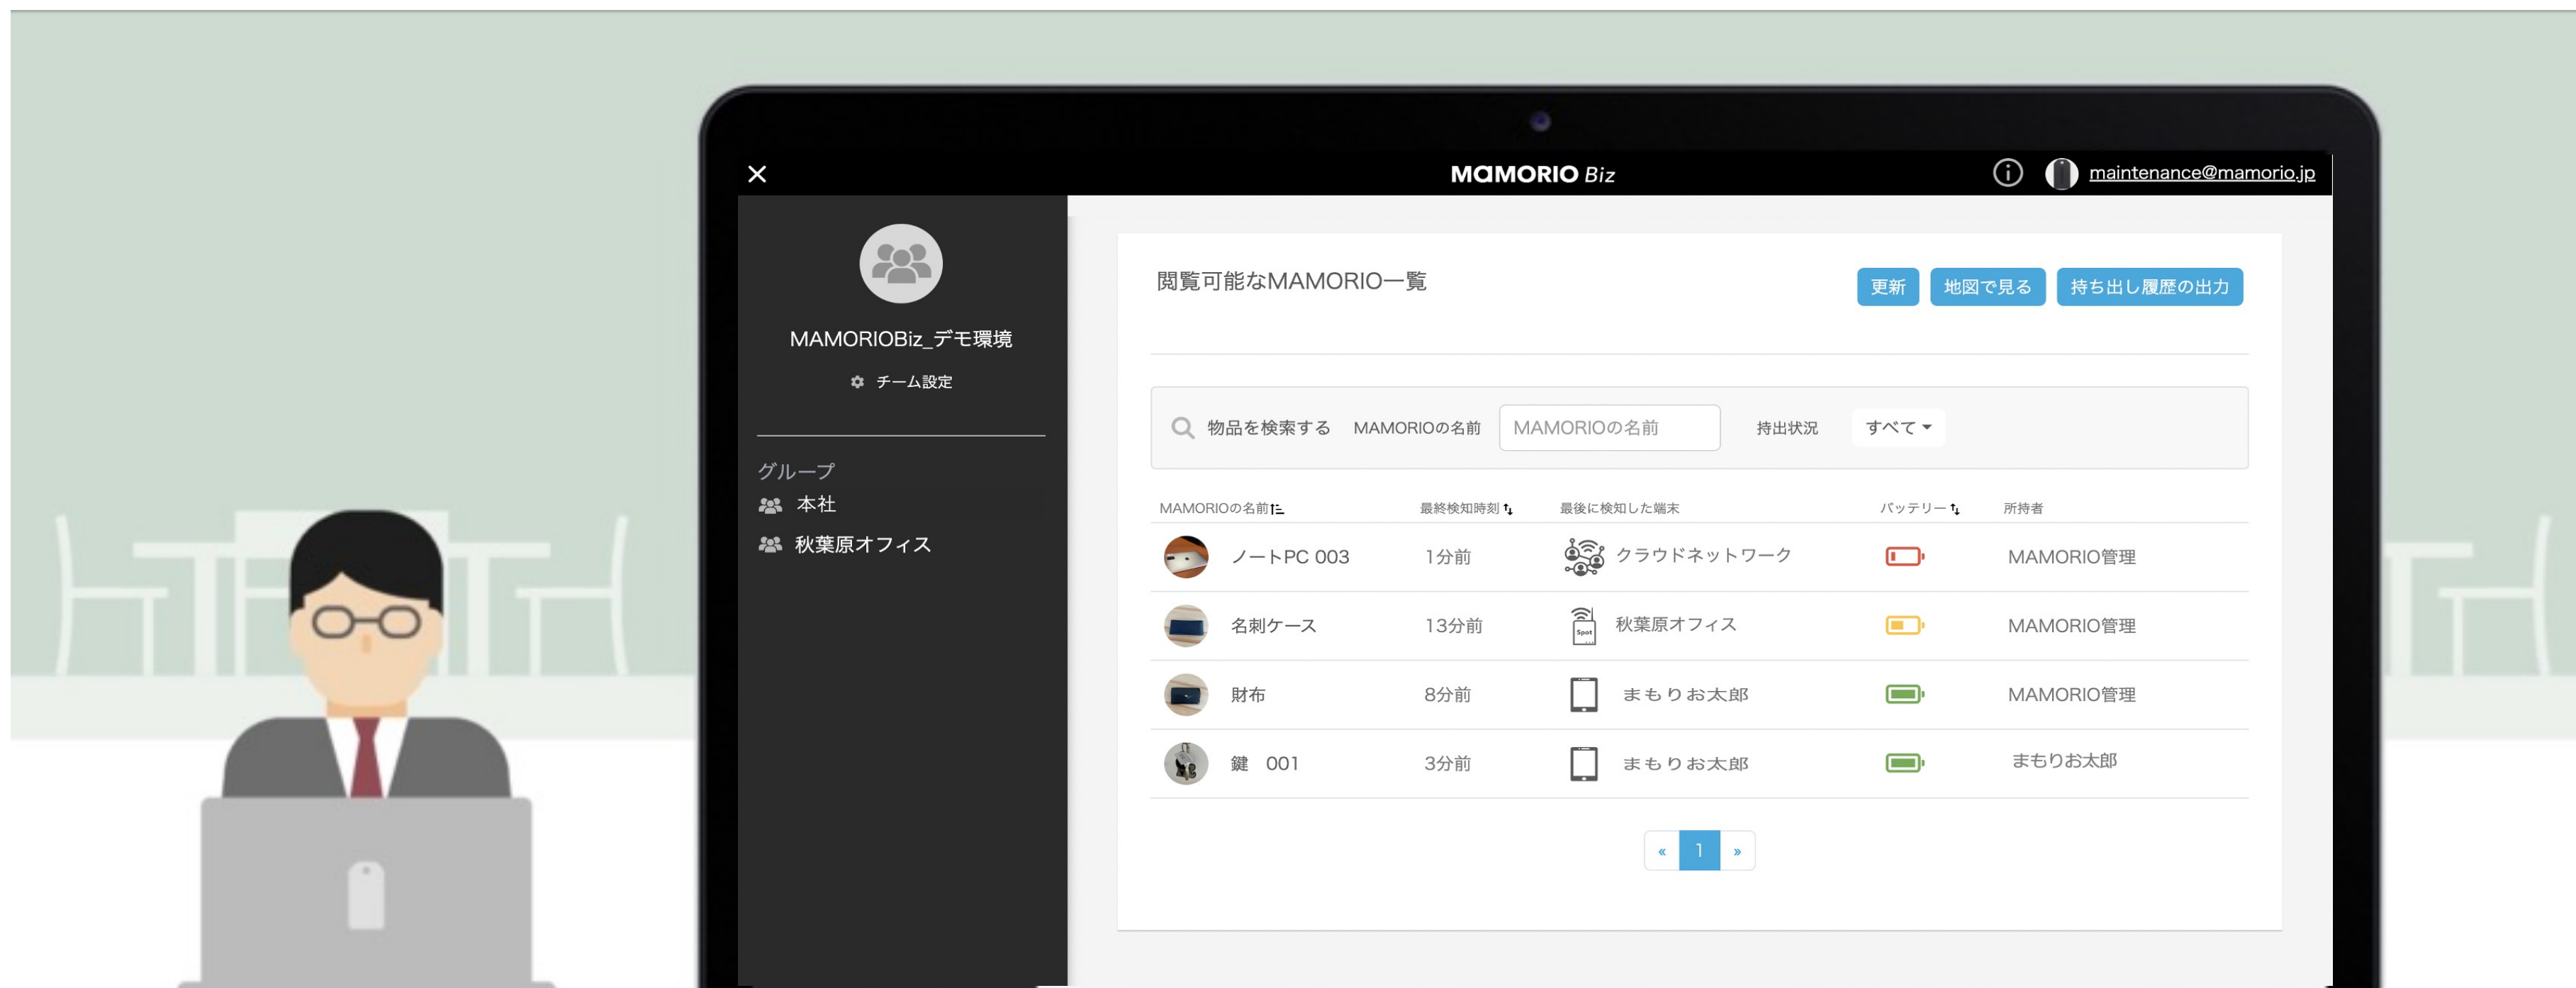 MAMORIO Biz
maintenance@mamorio.jp
MAMORIOBiz_デモ環境
チーム設定
グループ
本社
秋葉原オフィス
閲覧可能なMAMORIO一覧
更新 地図で見る 持ち出し履歴の出力
物品を検索する MAMORIOの名前 MAMORIOの名前 持出状況 すべて
MAMORIOの名前 最終検知時刻 最後に検知した端末 バッテリー 所持者
ノートPC 003 1分前 クラウドネットワーク MAMORIO管理
名刺ケース 13分前 Spot 秋葉原オフィス MAMORIO管理
財布 8分前 まもりお太郎 MAMORIO管理
鍵　001 3分前 まもりお太郎 まもりお太郎
« 1 »